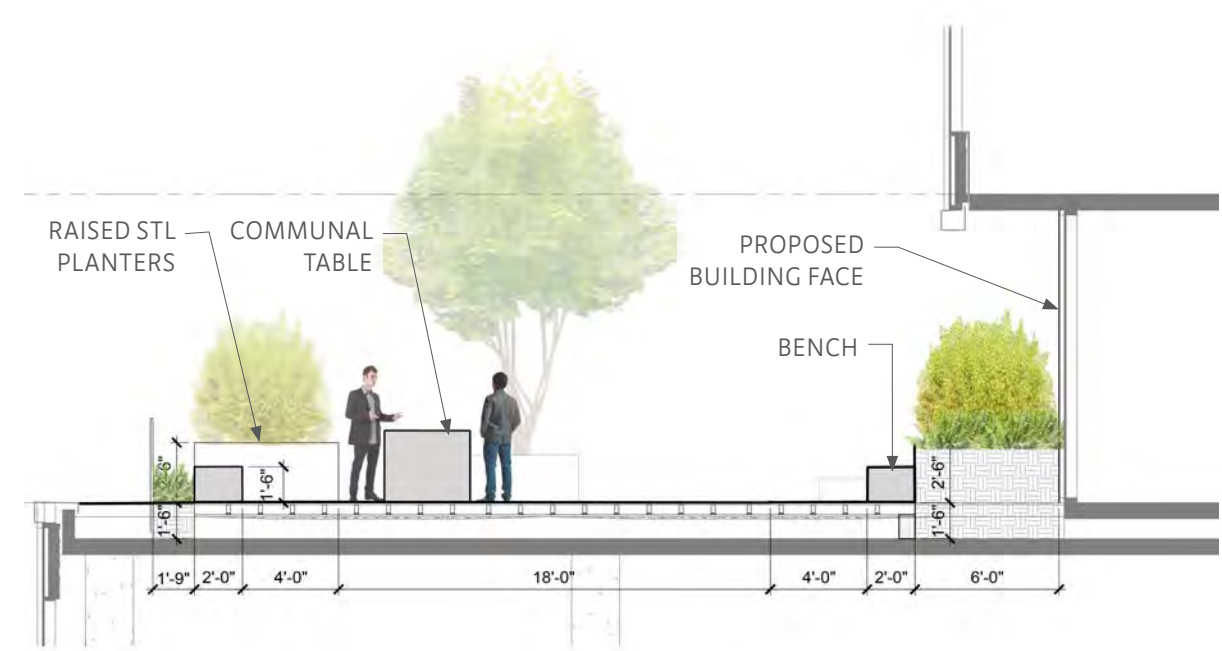 RAISED STL
PLANTERS
COMMUNAL
TABLE
PROPOSED
BUILDING FACE
BENCH
1'-6"
2'-6"
1'-6"
1'-6"
1'-9"
2'-0"
4'-0"
18'-0"
4'-0"
2'-0"
6'-0"